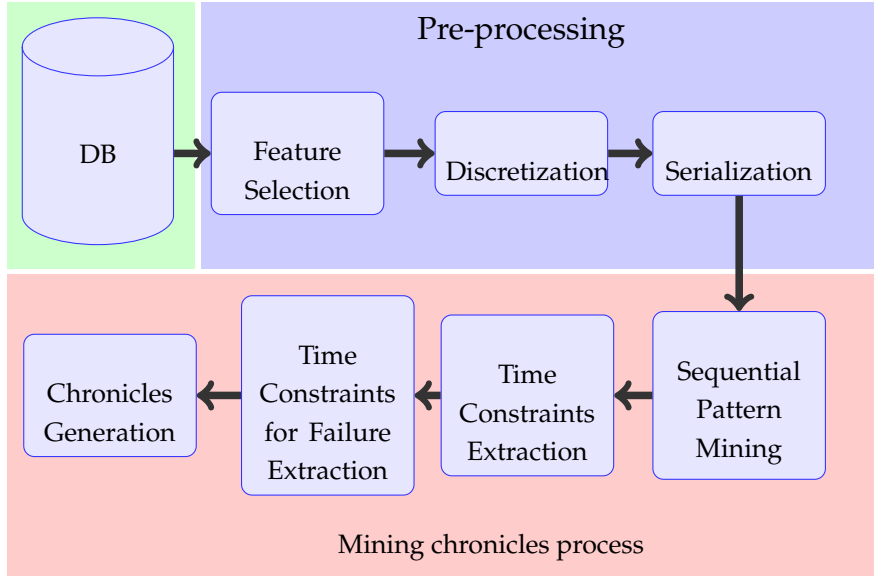 Pre-processing
DB
Feature
Selection
Discretization
Serialization
Sequential
Pattern
Mining
Time
Constraints
Extraction
Time
Constraints
for Failure
Extraction
Chronicles
Generation
Mining chronicles process